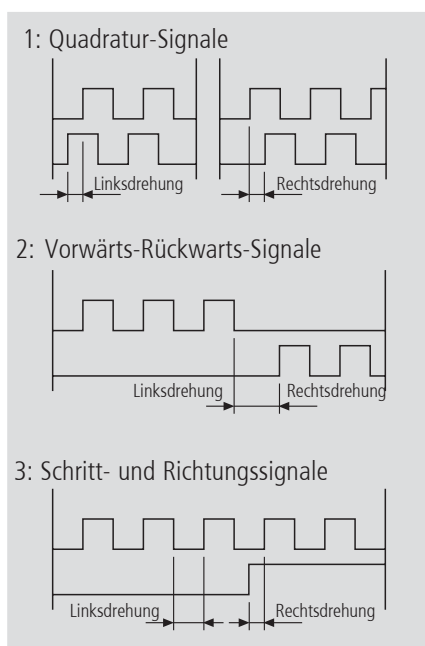 1: Quadratur-Signale
Linksdrehung
Rechtsdrehung
2: Vorwärts-Rückwarts-Signale
Linksdrehung
Rechtsdrehung
3: Schritt- und Richtungssignale
Linksdrehung
Rechtsdrehung